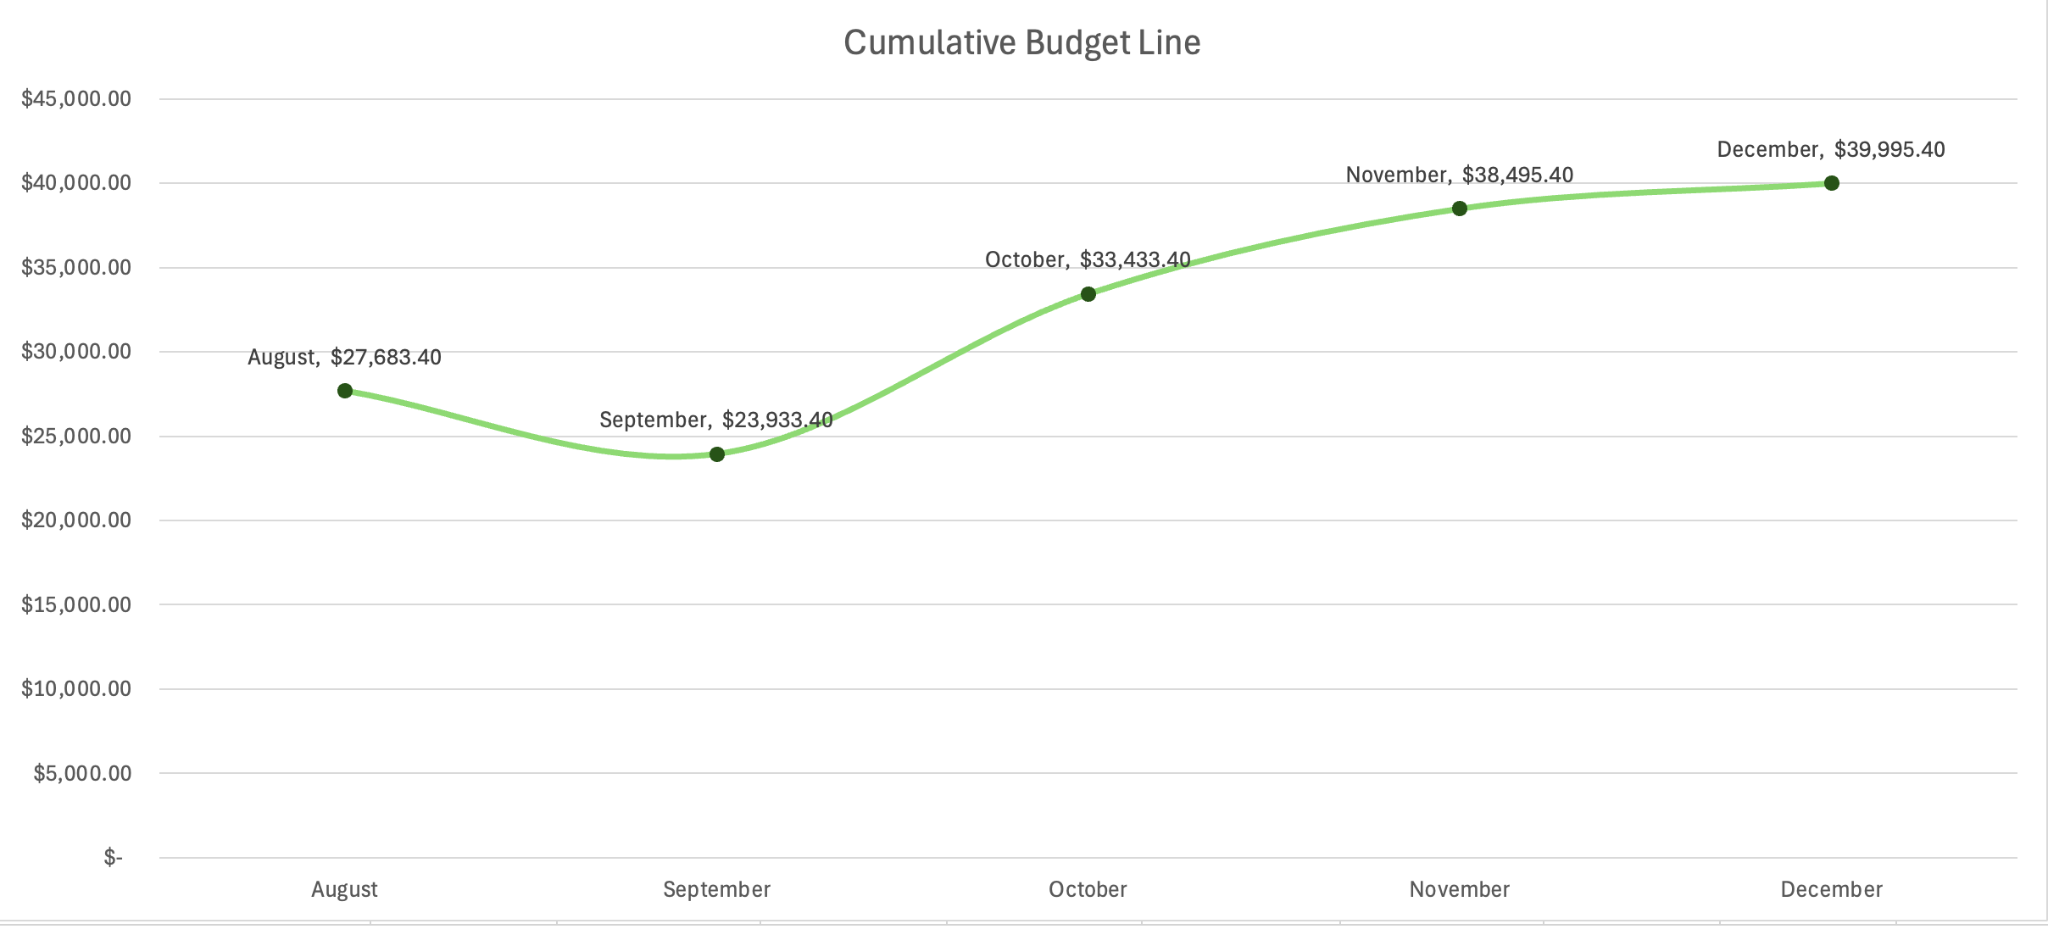 Cumulative Budget Line
$45,000.00
December, $39,995.40
November, $38,495.40
$40,000.00
October, $33,433.40
$35,000.00
$30,000.00
August, $27,683.40
September, $23,933.40
$25,000.00
$20,000.00
$15,000.00
$10,000.00
$5,000.00
$-
August September October November December